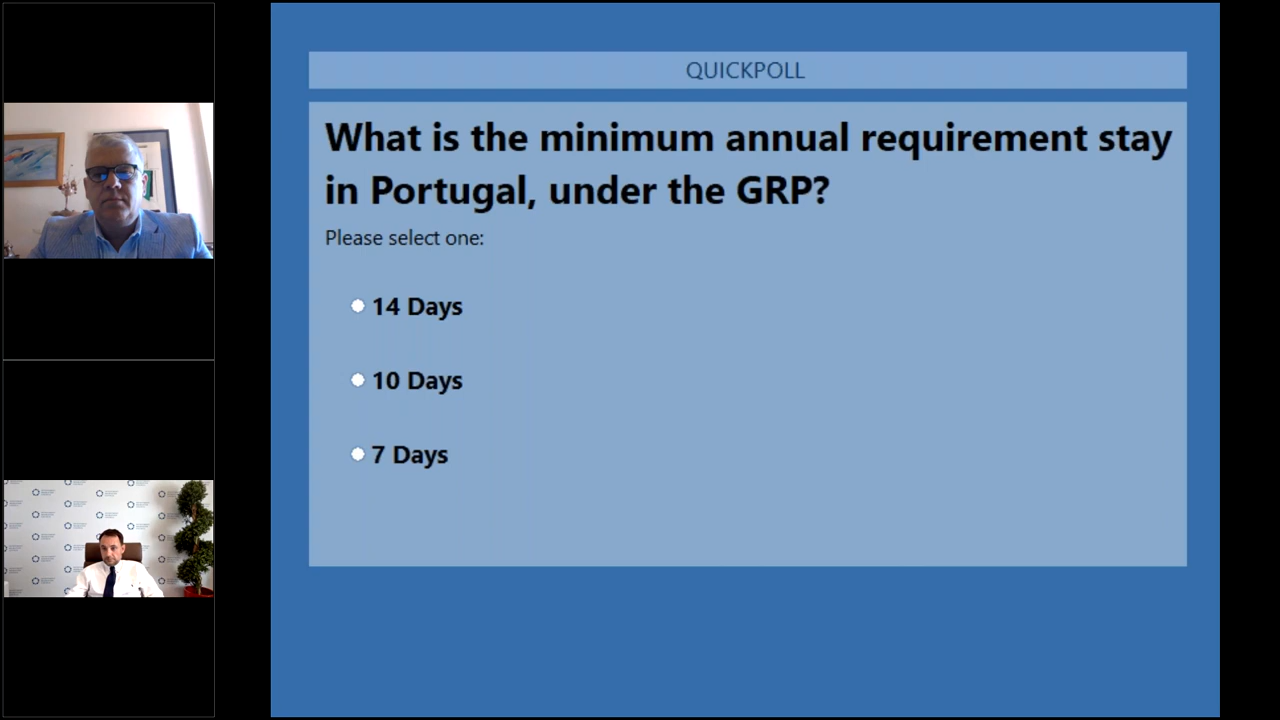 QUICKPOLL
What is the minimum annual requirement stay
in Portugal, under the GRP?
Please select one:
14 Days
10 Days
7 Days